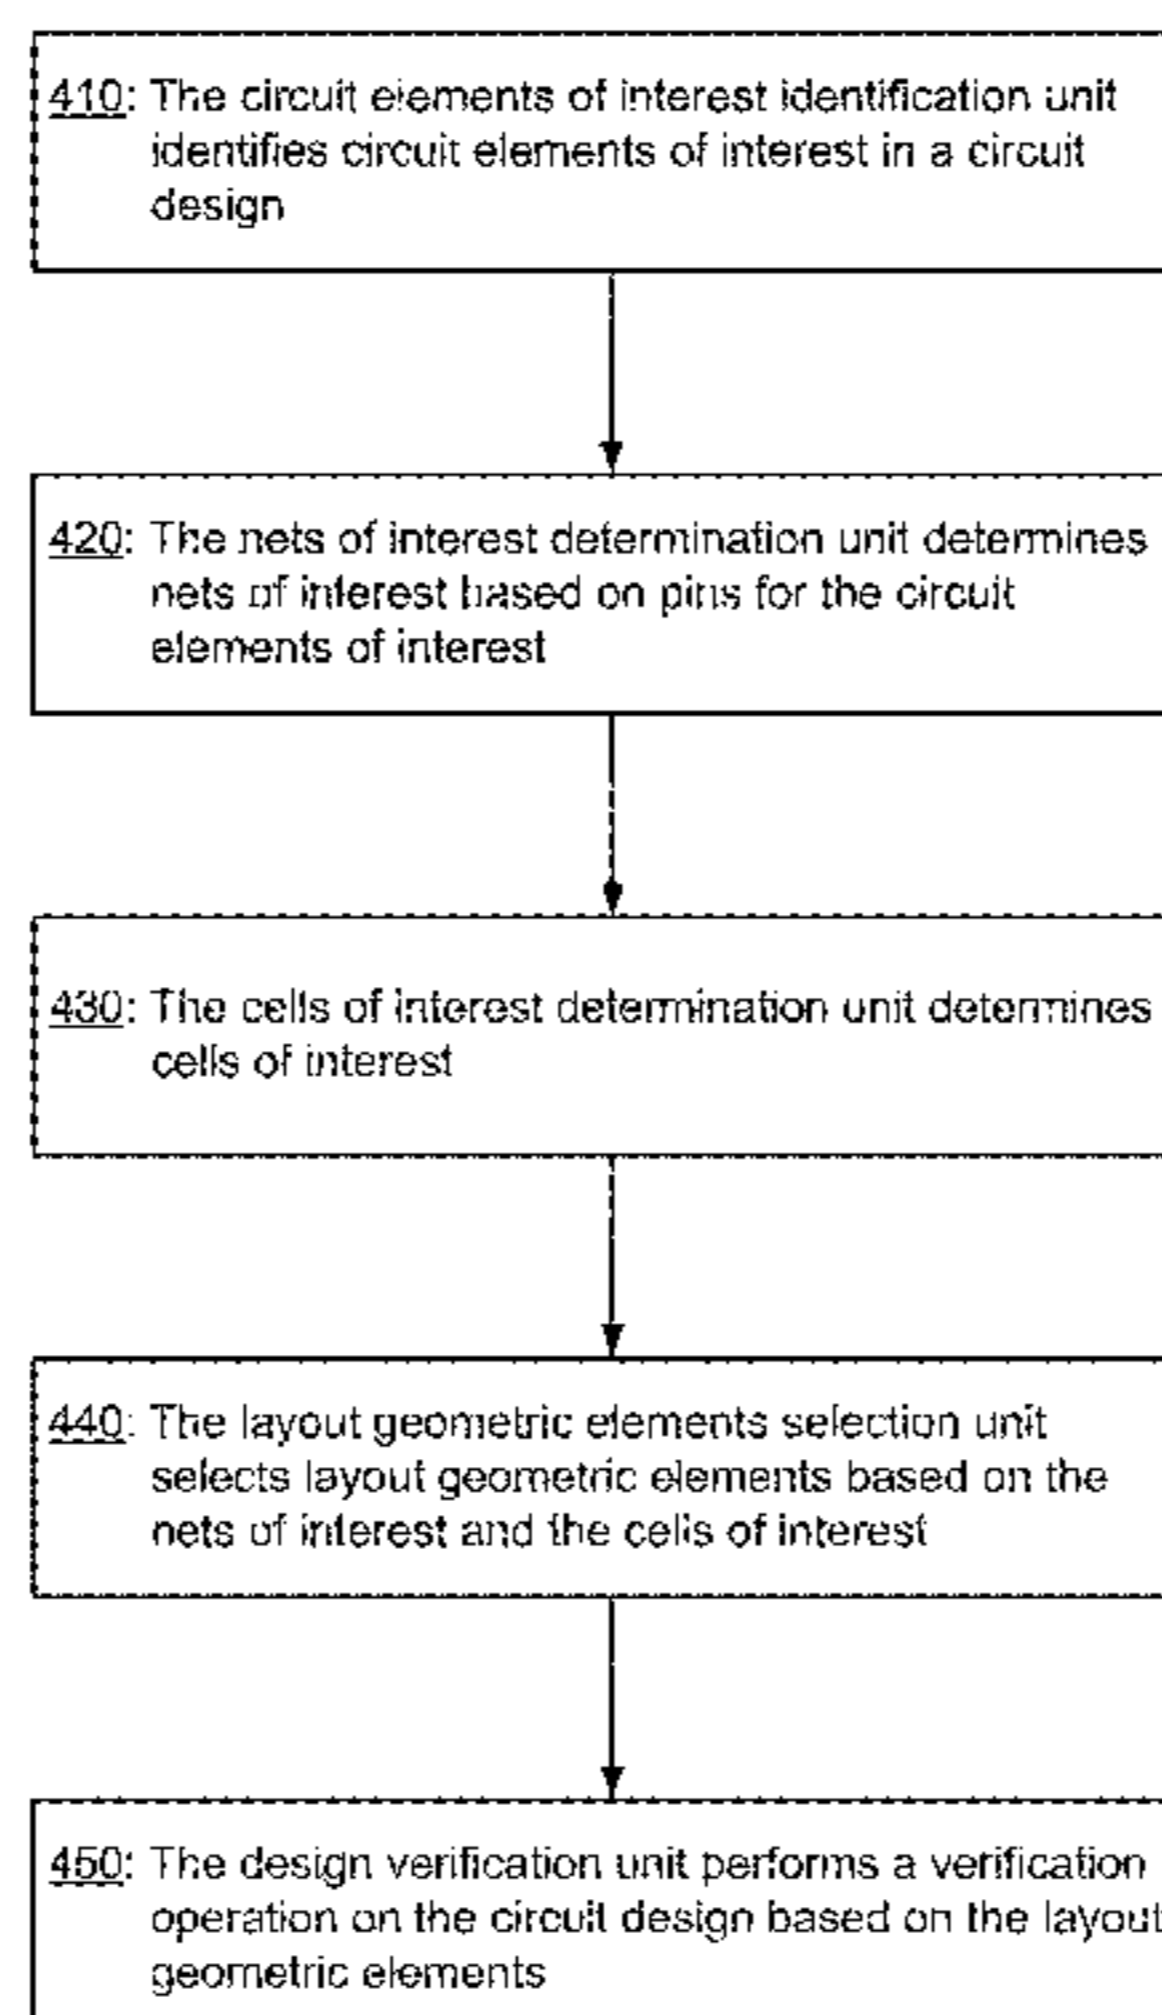 410: The circuit elements of interest identification unit
identifies circuit elements of interest in a circuit
design
420: The nets of interest determination unit determines
nets of interest based on pins for the circuit
elements of interest
430: The cells of interest determination unit determines
cells of interest
440: The layout geometric elements selection unit
selects layout geometric elements based on the
nets of interest and the cells of interest
450: The design verification unit performs a verification
operation on the circuit design based on the layout
geometric elements